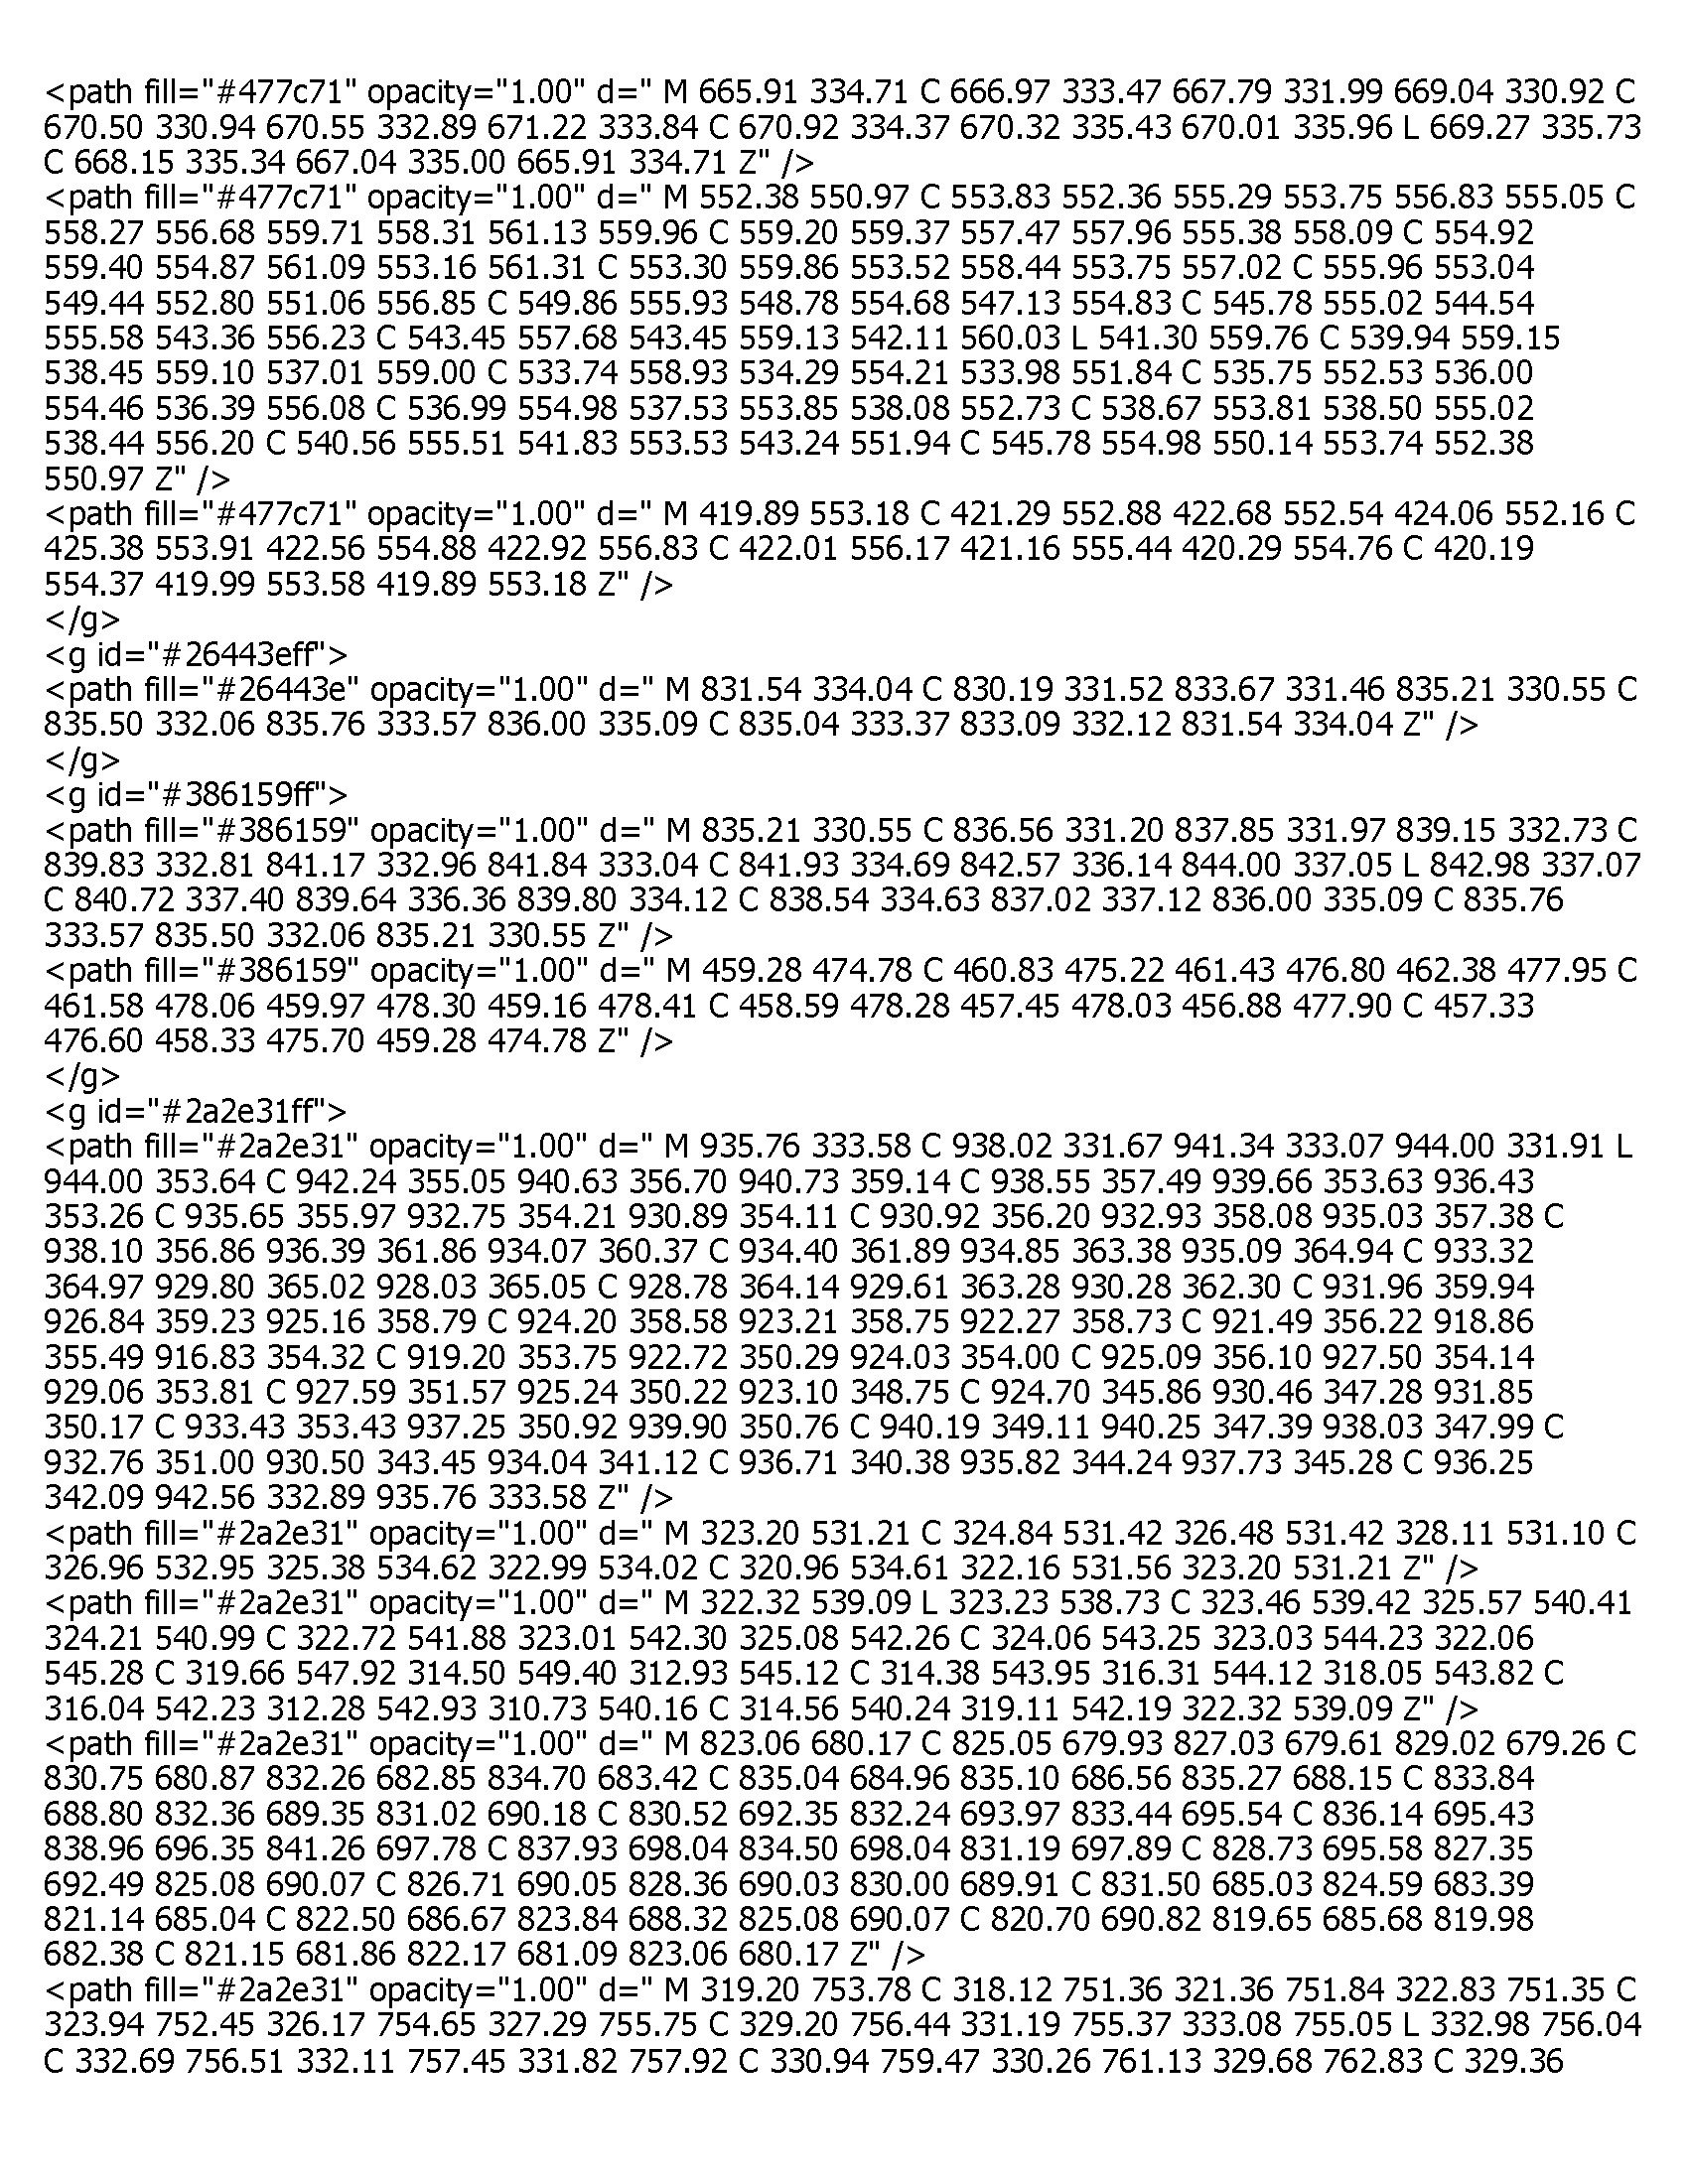 <path fill="#477c71" opacity="1.00" d=" M 665.91 334.71 C 666.97 333.47 667.79 331.99 669.04 330.92 C
670.50 330.94 670.55 332.89 671.22 333.84 C 670.92 334.37 670.32 335.43 670.01 335.96 L 669.27 335.73
C 668.15 335.34 667.04 335.00 665.91 334.71 Z" />
<path fill="#477c71" opacity="1.00" d=" M 552.38 550.97 C 553.83 552.36 555.29 553.75 556.83 555.05 C
558.27 556.68 559.71 558.31 561.13 559.96 C 559.20 559.37 557.47 557.96 555.38 558.09 C 554.92
559.40 554.87 561.09 553.16 561.31 C 553.30 559.86 553.52 558.44 553.75 557.02 C 555.96 553.04
549.44 552.80 551.06 556.85 C 549.86 555.93 548.78 554.68 547.13 554.83 C 545.78 555.02 544.54
555.58 543.36 556.23 C 543.45 557.68 543.45 559.13 542.11 560.03 L 541.30 559.76 C 539.94 559.15
538.45 559.10 537.01 559.00 C 533.74 558.93 534.29 554.21 533.98 551.84 C 535.75 552.53 536.00
554.46 536.39 556.08 C 536.99 554.98 537.53 553.85 538.08 552.73 C 538.67 553.81 538.50 555.02
538.44 556.20 C 540.56 555.51 541.83 553.53 543.24 551.94 C 545.78 554.98 550.14 553.74 552.38
550.97 Z" />
<path fill="#477c71" opacity="1.00" d=" M 419.89 553.18 C 421.29 552.88 422.68 552.54 424.06 552.16 C
425.38 553.91 422.56 554.88 422.92 556.83 C 422.01 556.17 421.16 555.44 420.29 554.76 C 420.19
554.37 419.99 553.58 419.89 553.18 Z" />
</g>
<g id="#26443eff">
<path fill="#26443e" opacity="1.00" d=" M 831.54 334.04 C 830.19 331.52 833.67 331.46 835.21 330.55 C
835.50 332.06 835.76 333.57 836.00 335.09 C 835.04 333.37 833.09 332.12 831.54 334.04 Z" />
</g>
<g id="#386159ff">
<path fill="#386159" opacity="1.00" d=" M 835.21 330.55 C 836.56 331.20 837.85 331.97 839.15 332.73 C
839.83 332.81 841.17 332.96 841.84 333.04 C 841.93 334.69 842.57 336.14 844.00 337.05 L 842.98 337.07
C 840.72 337.40 839.64 336.36 839.80 334.12 C 838.54 334.63 837.02 337.12 836.00 335.09 C 835.76
333.57 835.50 332.06 835.21 330.55 Z" />
<path fill="#386159" opacity="1.00" d=" M 459.28 474.78 C 460.83 475.22 461.43 476.80 462.38 477.95 C
461.58 478.06 459.97 478.30 459.16 478.41 C 458.59 478.28 457.45 478.03 456.88 477.90 C 457.33
476.60 458.33 475.70 459.28 474.78 Z" />
</g>
<g id="#2a2e31ff">
<path fill="#2a2e31" opacity="1.00" d=" M 935.76 333.58 C 938.02 331.67 941.34 333.07 944.00 331.91 L
944.00 353.64 C 942.24 355.05 940.63 356.70 940.73 359.14 C 938.55 357.49 939.66 353.63 936.43
353.26 C 935.65 355.97 932.75 354.21 930.89 354.11 C 930.92 356.20 932.93 358.08 935.03 357.38 C
938.10 356.86 936.39 361.86 934.07 360.37 C 934.40 361.89 934.85 363.38 935.09 364.94 C 933.32
364.97 929.80 365.02 928.03 365.05 C 928.78 364.14 929.61 363.28 930.28 362.30 C 931.96 359.94
926.84 359.23 925.16 358.79 C 924.20 358.58 923.21 358.75 922.27 358.73 C 921.49 356.22 918.86
355.49 916.83 354.32 C 919.20 353.75 922.72 350.29 924.03 354.00 C 925.09 356.10 927.50 354.14
929.06 353.81 C 927.59 351.57 925.24 350.22 923.10 348.75 C 924.70 345.86 930.46 347.28 931.85
350.17 C 933.43 353.43 937.25 350.92 939.90 350.76 C 940.19 349.11 940.25 347.39 938.03 347.99 C
932.76 351.00 930.50 343.45 934.04 341.12 C 936.71 340.38 935.82 344.24 937.73 345.28 C 936.25
342.09 942.56 332.89 935.76 333.58 Z" />
<path fill="#2a2e31" opacity="1.00" d=" M 323.20 531.21 C 324.84 531.42 326.48 531.42 328.11 531.10 C
326.96 532.95 325.38 534.62 322.99 534.02 C 320.96 534.61 322.16 531.56 323.20 531.21 Z" />
<path fill="#2a2e31" opacity="1.00" d=" M 322.32 539.09 L 323.23 538.73 C 323.46 539.42 325.57 540.41
324.21 540.99 C 322.72 541.88 323.01 542.30 325.08 542.26 C 324.06 543.25 323.03 544.23 322.06
545.28 C 319.66 547.92 314.50 549.40 312.93 545.12 C 314.38 543.95 316.31 544.12 318.05 543.82 C
316.04 542.23 312.28 542.93 310.73 540.16 C 314.56 540.24 319.11 542.19 322.32 539.09 Z" />
<path fill="#2a2e31" opacity="1.00" d=" M 823.06 680.17 C 825.05 679.93 827.03 679.61 829.02 679.26 C
830.75 680.87 832.26 682.85 834.70 683.42 C 835.04 684.96 835.10 686.56 835.27 688.15 C 833.84
688.80 832.36 689.35 831.02 690.18 C 830.52 692.35 832.24 693.97 833.44 695.54 C 836.14 695.43
838.96 696.35 841.26 697.78 C 837.93 698.04 834.50 698.04 831.19 697.89 C 828.73 695.58 827.35
692.49 825.08 690.07 C 826.71 690.05 828.36 690.03 830.00 689.91 C 831.50 685.03 824.59 683.39
821.14 685.04 C 822.50 686.67 823.84 688.32 825.08 690.07 C 820.70 690.82 819.65 685.68 819.98
682.38 C 821.15 681.86 822.17 681.09 823.06 680.17 Z" />
<path fill="#2a2e31" opacity="1.00" d=" M 319.20 753.78 C 318.12 751.36 321.36 751.84 322.83 751.35 C
323.94 752.45 326.17 754.65 327.29 755.75 C 329.20 756.44 331.19 755.37 333.08 755.05 L 332.98 756.04
C 332.69 756.51 332.11 757.45 331.82 757.92 C 330.94 759.47 330.26 761.13 329.68 762.83 C 329.36